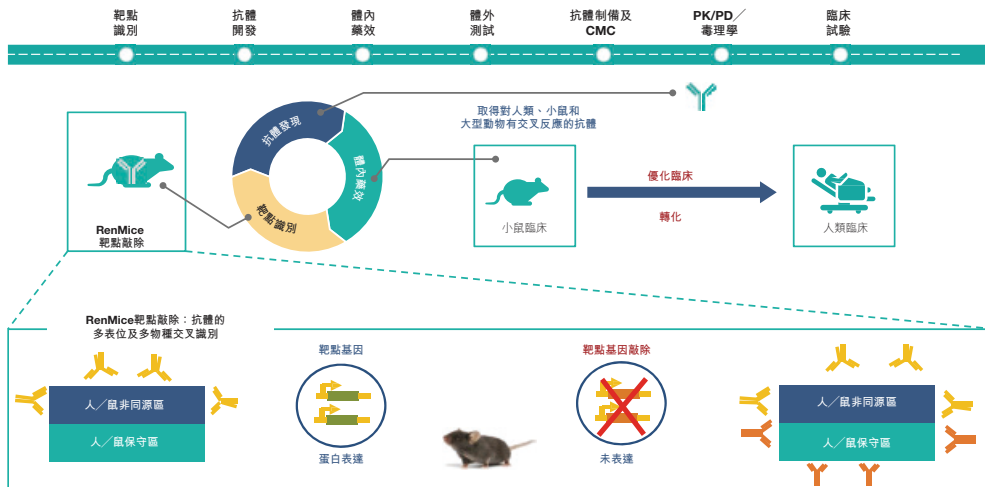 靶點
識別
抗體
開發
體內
藥效
體外
測試
抗體制備及
CMC
PK/PD／
毒理學
臨床
試驗
抗體發現
體內藥效
靶點識別
取得對人類、小鼠和
大型動物有交叉反應的抗體
RenMice
靶點敲除
小鼠臨床
優化臨床
轉化
人類臨床
RenMice靶點敲除：抗體的
多表位及多物種交叉識別
人／鼠非同源區
人／鼠保守區
靶點基因
蛋白表達
靶點基因敲除
未表達
人／鼠非同源區
人／鼠保守區